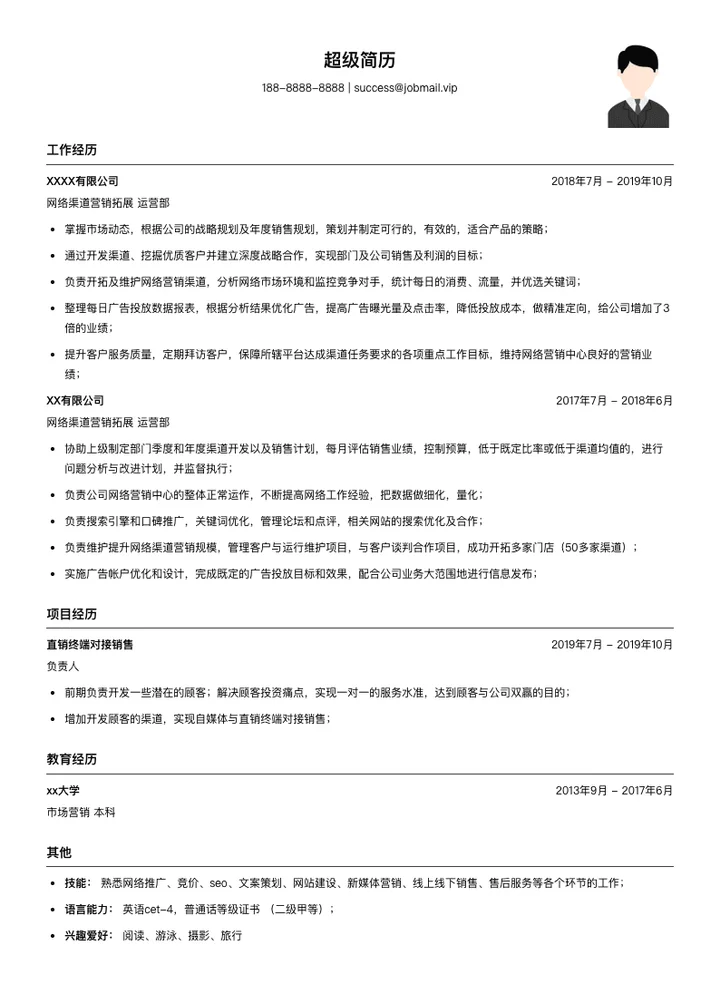 超级简历
188-8888-8888 | success@jobmail.vip
工作经历
XXXX有限公司 2018年7月 – 2019年10月
网络渠道营销拓展 运营部
• 掌握市场动态，根据公司的战略规划及年度销售规划，策划并制定可行的，有效的，适合产品的策略；
• 通过开发渠道、挖掘优质客户并建立深度战略合作，实现部门及公司销售及利润的目标；
• 负责开拓及维护网络营销渠道，分析网络市场环境和监控竞争对手，统计每日的消费、流量，并优选关键词；
• 整理每日广告投放数据报表，根据分析结果优化广告，提高广告曝光量及点击率，降低投放成本，做精准定向，给公司增加了3
倍的业绩；
• 提升客户服务质量，定期拜访客户，保障所辖平台达成渠道任务要求的各项重点工作目标，维持网络营销中心良好的营销业
绩；
XX有限公司 2017年7月 – 2018年6月
网络渠道营销拓展 运营部
• 协助上级制定部门季度和年度渠道开发以及销售计划，每月评估销售业绩，控制预算，低于既定比率或低于渠道均值的，进行
问题分析与改进计划，并监督执行；
• 负责公司网络营销中心的整体正常运作，不断提高网络工作经验，把数据做细化，量化；
• 负责搜索引擎和口碑推广，关键词优化，管理论坛和点评，相关网站的搜索优化及合作；
• 负责维护提升网络渠道营销规模，管理客户与运行维护项目，与客户谈判合作项目，成功开拓多家门店（50多家渠道）；
• 实施广告帐户优化和设计，完成既定的广告投放目标和效果，配合公司业务大范围地进行信息发布；
项目经历
直销终端对接销售 2019年7月 – 2019年10月
负责人
• 前期负责开发一些潜在的顾客；解决顾客投资痛点，实现一对一的服务水准，达到顾客与公司双赢的目的；
• 增加开发顾客的渠道，实现自媒体与直销终端对接销售；
教育经历
xx大学 2013年9月 – 2017年6月
市场营销 本科
其他
• 技能： 熟悉网络推广、竞价、seo、文案策划、网站建设、新媒体营销、线上线下销售、售后服务等各个环节的工作；
• 语言能力： 英语cet-4，普通话等级证书 （二级甲等）；
• 兴趣爱好： 阅读、游泳、摄影、旅行